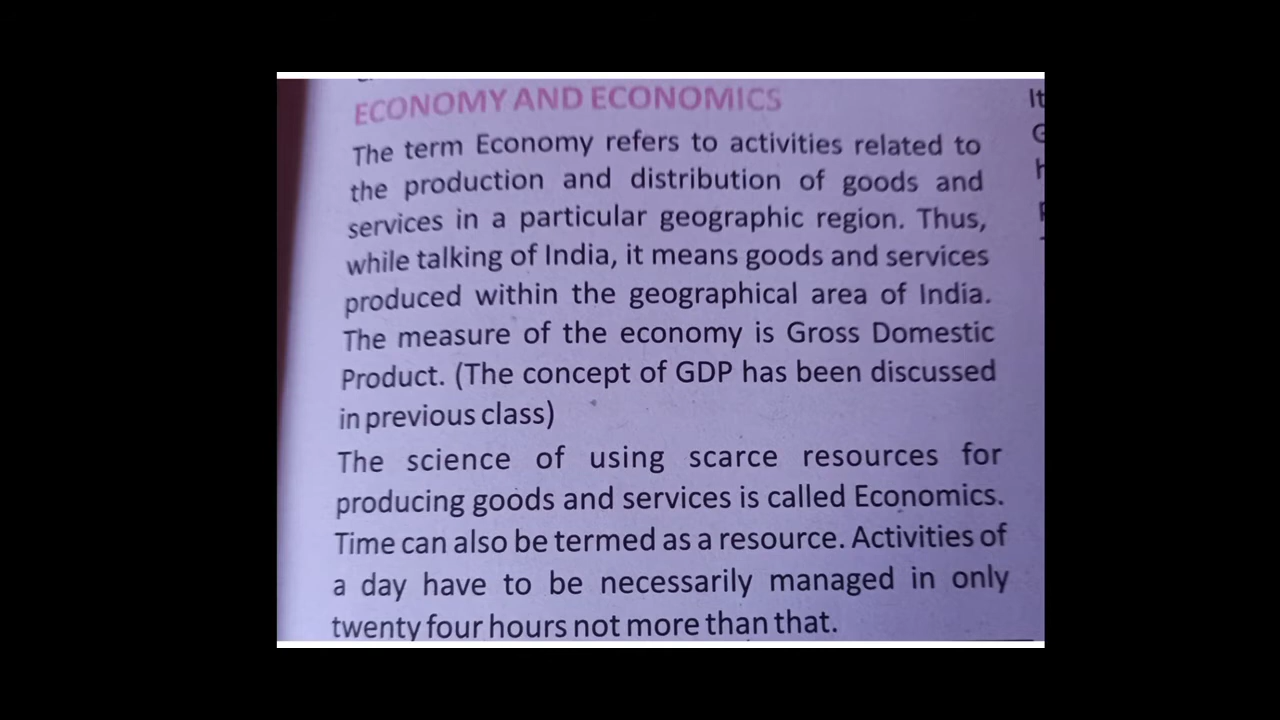 ECONOMY AND ECONOMICS
The term Economy refers to activities related to
the production and distribution of goods and
services in a particular geographic region. Thus,
while talking of India, it means goods and services
produced within the geographical area of India.
The measure of the economy is Gross Domestic
Product. (The concept of GDP has been discussed
in previous class)
The science of using scarce resources for
producing goods and services is called Economics.
Time can also be termed as a resource. Activities of
a day have to be necessarily managed in only
twenty four hours not more than that.
It